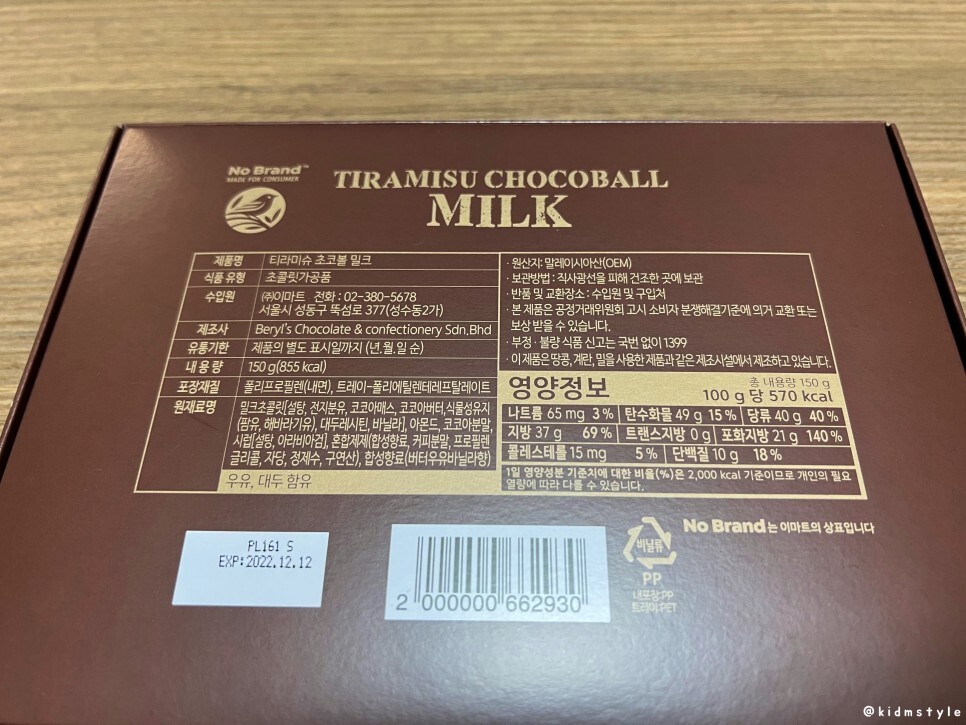 No Brand™
MADE FOR CONSUMER
TIRAMISU CHOCOBALL
MILK
제품명 티라미슈 초코볼 밀크
식품 유형 초콜릿가공품
수입원 ㈜이마트 전화 : 02-380-5678
서울시 성동구 뚝섬로 377(성수동2가)
제조사 Beryl's Chocolate & confectionery Sdn,Bhd
유통기한 제품의 별도 표시일까지 (년.월.일 순)
내 용 량 150 g(855 kcal)
포장재질 폴리프로필렌(내면), 트레이-폴리에틸렌테레프탈레이트
원재료명 밀크초콜릿[설탕, 전지분유, 코코아매스, 코코아버터,식물성유지
(팜유, 해바라기유), 대두레시틴, 바닐라], 아몬드, 코코아분말,
시럽[설탕, 아라비아검], 혼합제제(합성향료, 커피분말, 프로필렌
글리콜, 자당, 정제수, 구연산), 합성향료(버터우유바닐라향)
우유, 대두 함유
· 원산지: 말레이시아산(OEM)
· 보관방법 : 직사광선을 피해 건조한 곳에 보관
· 반품 및 교환장소 : 수입원 및 구입처
· 본 제품은 공정거래위원회 고시 소비자 분쟁해결기준에 의거 교환 또는
보상 받을 수 있습니다.
· 부정 · 불량 식품 신고는 국번 없이 1399
· 이 제품은 땅콩, 계란, 밀을 사용한 제품과 같은 제조시설에서 제조하고 있습니다.
영양정보 총 내용량 150 g
100 g 당 570 kcal
나트륨 65 mg 3 % 탄수화물 49 g 15 % 당류 40 g 40 %
지방 37 g 69 % 트랜스지방 0 g 포화지방 21 g 140 %
콜레스테롤 15 mg 5 % 단백질 10 g 18 %
1일 영양성분 기준치에 대한 비율(%)은 2,000 kcal 기준이므로 개인의 필요
열량에 따라 다를 수 있습니다.
PL161 S
EXP:2022.12.12
2 000000 662930
비닐류
PP
내포장:PP
트레이:PET
No Brand 는 이마트의 상표입니다
@kidmstyle